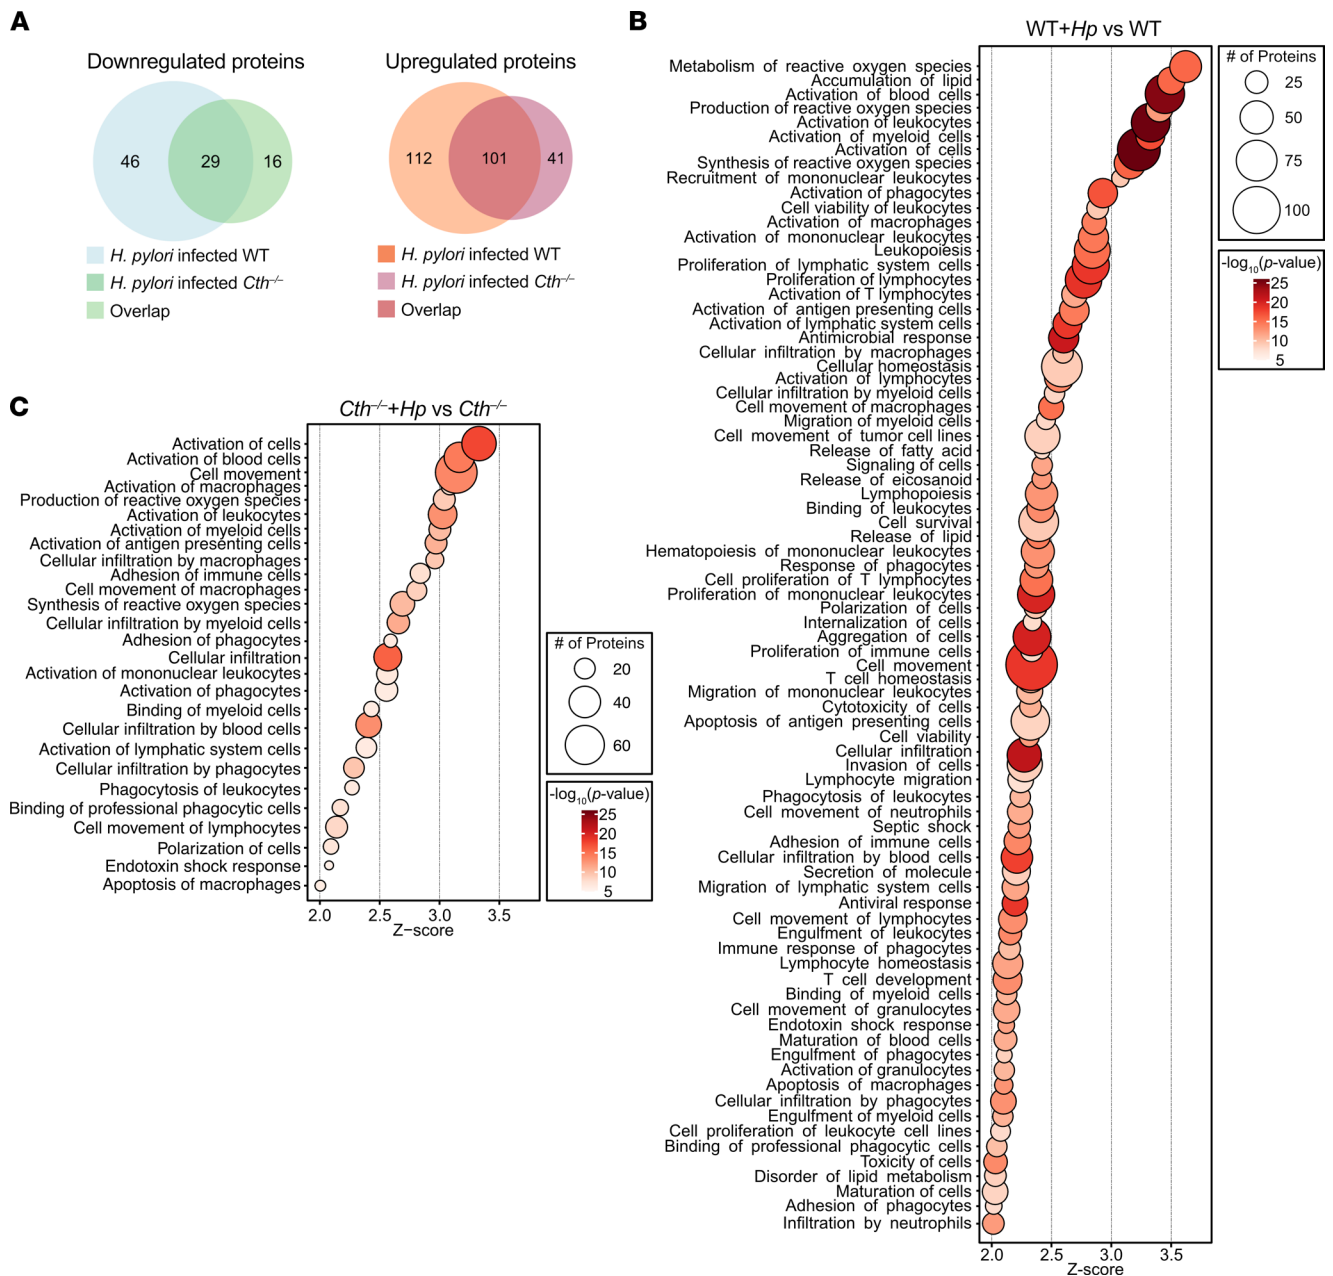 A
Downregulated proteins
46
29
16
H. pylori infected WT
H. pylori infected Cth–/–
Overlap
Upregulated proteins
112
101
41
H. pylori infected WT
H. pylori infected Cth–/–
Overlap
B
WT+Hp vs WT
Metabolism of reactive oxygen species
Accumulation of lipid
Activation of blood cells
Production of reactive oxygen species
Activation of leukocytes
Activation of myeloid cells
Activation of cells
Synthesis of reactive oxygen species
Recruitment of mononuclear leukocytes
Activation of phagocytes
Cell viability of leukocytes
Activation of macrophages
Activation of mononuclear leukocytes
Leukopoiesis
Proliferation of lymphatic system cells
Proliferation of lymphocytes
Activation of T lymphocytes
Activation of antigen presenting cells
Activation of lymphatic system cells
Antimicrobial response
Cellular infiltration by macrophages
Cellular homeostasis
Activation of lymphocytes
Cellular infiltration by myeloid cells
Cell movement of macrophages
Migration of myeloid cells
Cell movement of tumor cell lines
Release of fatty acid
Signaling of cells
Release of eicosanoid
Lymphopoiesis
Binding of leukocytes
Cell survival
Release of lipid
Hematopoiesis of mononuclear leukocytes
Response of phagocytes
Cell proliferation of T lymphocytes
Proliferation of mononuclear leukocytes
Polarization of cells
Internalization of cells
Aggregation of cells
Proliferation of immune cells
Cell movement
T cell homeostasis
Migration of mononuclear leukocytes
Cytotoxicity of cells
Apoptosis of antigen presenting cells
Cell viability
Cellular infiltration
Invasion of cells
Lymphocyte migration
Phagocytosis of leukocytes
Cell movement of neutrophils
Septic shock
Adhesion of immune cells
Cellular infiltration by blood cells
Secretion of molecule
Migration of lymphatic system cells
Antiviral response
Cell movement of lymphocytes
Engulfment of leukocytes
Immune response of phagocytes
Lymphocyte homeostasis
T cell development
Binding of myeloid cells
Cell movement of granulocytes
Endotoxin shock response
Maturation of blood cells
Engulfment of phagocytes
Activation of granulocytes
Apoptosis of macrophages
Cellular infiltration by phagocytes
Engulfment of myeloid cells
Cell proliferation of leukocyte cell lines
Binding of professional phagocytic cells
Toxicity of cells
Disorder of lipid metabolism
Maturation of cells
Adhesion of phagocytes
Infiltration by neutrophils
2.0 2.5 3.0 3.5
Z-score
# of Proteins
25
50
75
100
-log10(p-value)
25
20
15
10
5
C
Cth–/–+Hp vs Cth–/–
Activation of cells
Activation of blood cells
Cell movement
Activation of macrophages
Production of reactive oxygen species
Activation of leukocytes
Activation of myeloid cells
Activation of antigen presenting cells
Cellular infiltration by macrophages
Adhesion of immune cells
Cell movement of macrophages
Synthesis of reactive oxygen species
Cellular infiltration by myeloid cells
Adhesion of phagocytes
Cellular infiltration
Activation of mononuclear leukocytes
Activation of phagocytes
Binding of myeloid cells
Cellular infiltration by blood cells
Activation of lymphatic system cells
Cellular infiltration by phagocytes
Phagocytosis of leukocytes
Binding of professional phagocytic cells
Cell movement of lymphocytes
Polarization of cells
Endotoxin shock response
Apoptosis of macrophages
2.0 2.5 3.0 3.5
Z−score
# of Proteins
20
40
60
-log10(p-value)
25
20
15
10
5